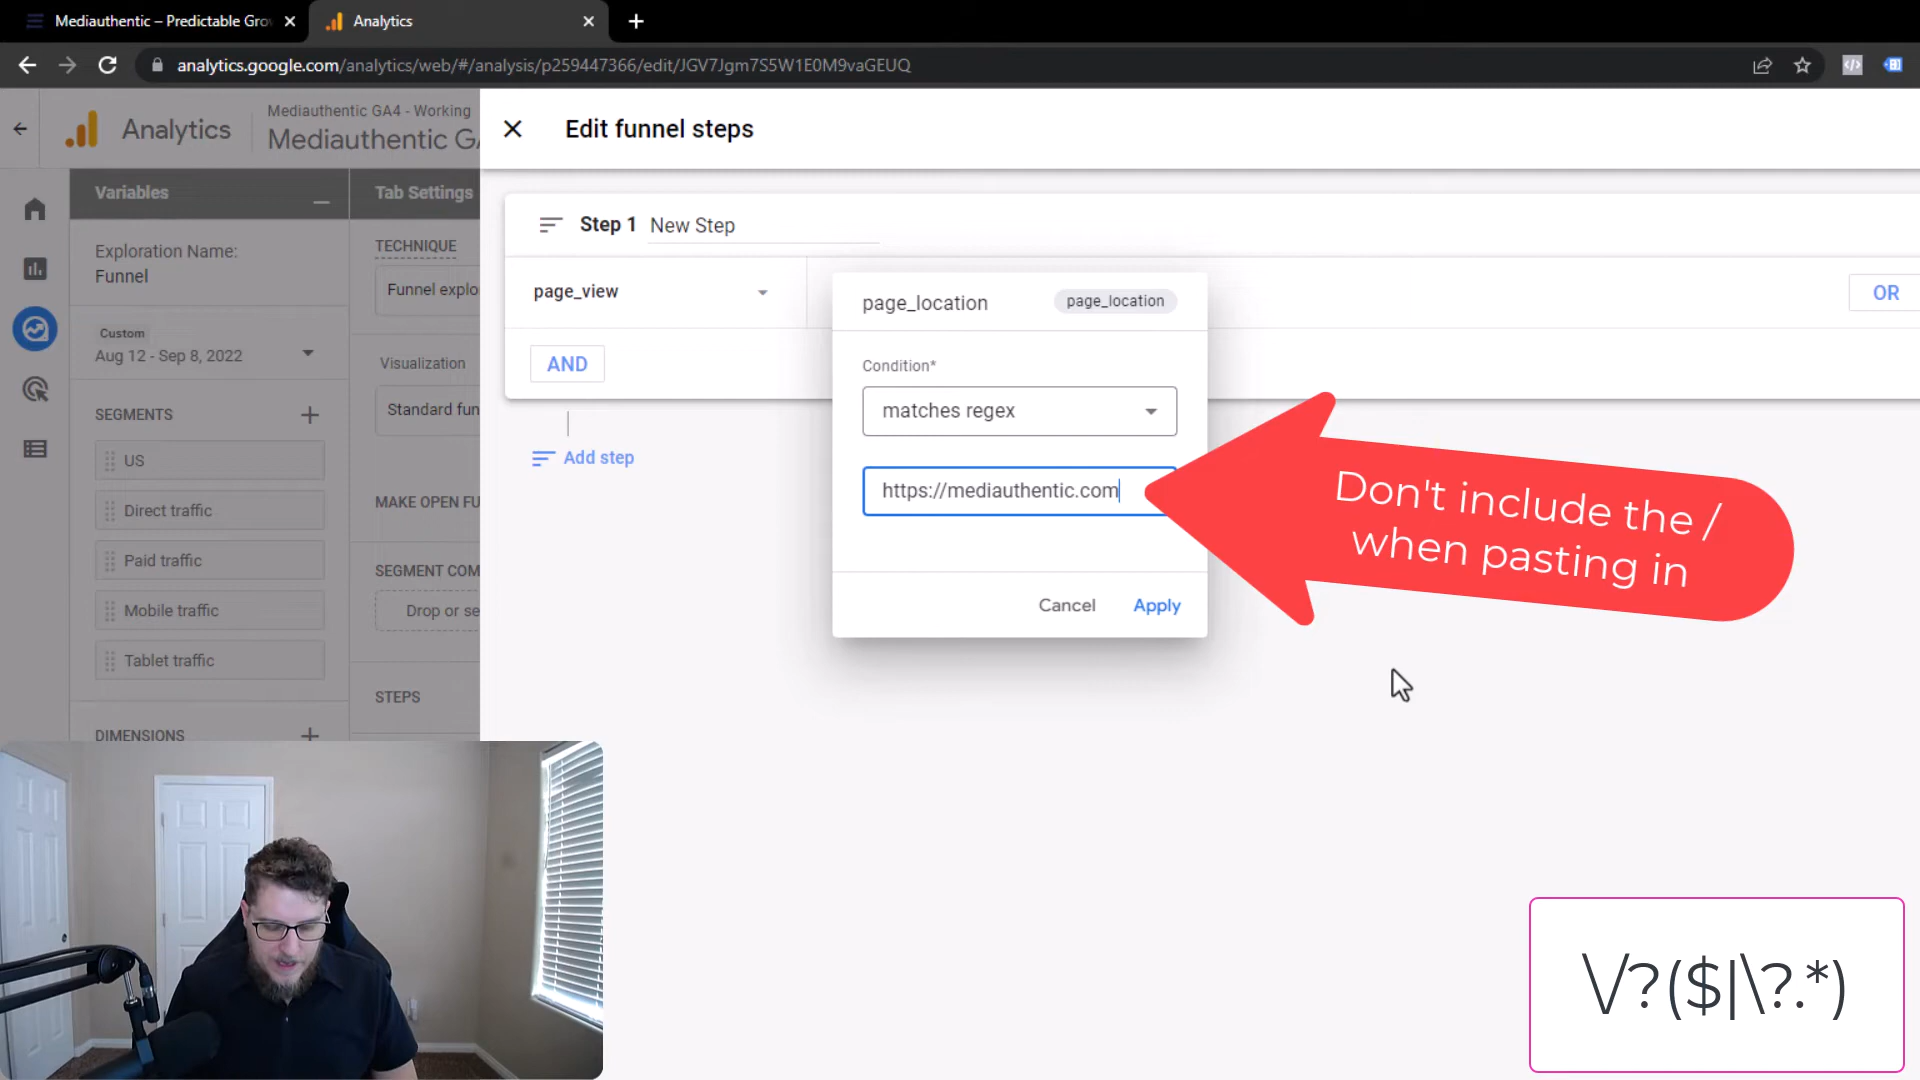 Mediauthentic – Predictable Gro
Analytics
analytics.google.com/analytics/web/#/analysis/p259447366/edit/JGV7Jgm7S5W1E0M9vaGEUQ
Analytics
Mediauthentic GA4 - Working
Mediauthentic G
Variables
Exploration Name:
Funnel
Custom
Aug 12 - Sep 8, 2022
SEGMENTS
US
Direct traffic
Paid traffic
Mobile traffic
Tablet traffic
DIMENSIONS
Tab Settings
TECHNIQUE
Funnel explo
Visualization
Standard fun
MAKE OPEN FU
SEGMENT COM
Drop or se
STEPS
Edit funnel steps
Step 1 New Step
page_view
OR
AND
Add step
page_location page_location
Condition*
matches regex
https://mediauthentic.com
Cancel Apply
Don't include the /
when pasting in
\/?($|\?.*)